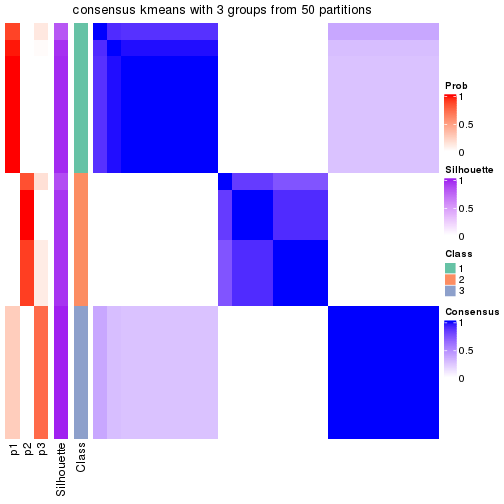 consensus kmeans with 3 groups from 50 partitions
Prob
1
0.5
0
Silhouette
1
0.5
0
Class
1
2
3
Consensus
1
0.5
0
p1
p2
p3
Silhouette
Class